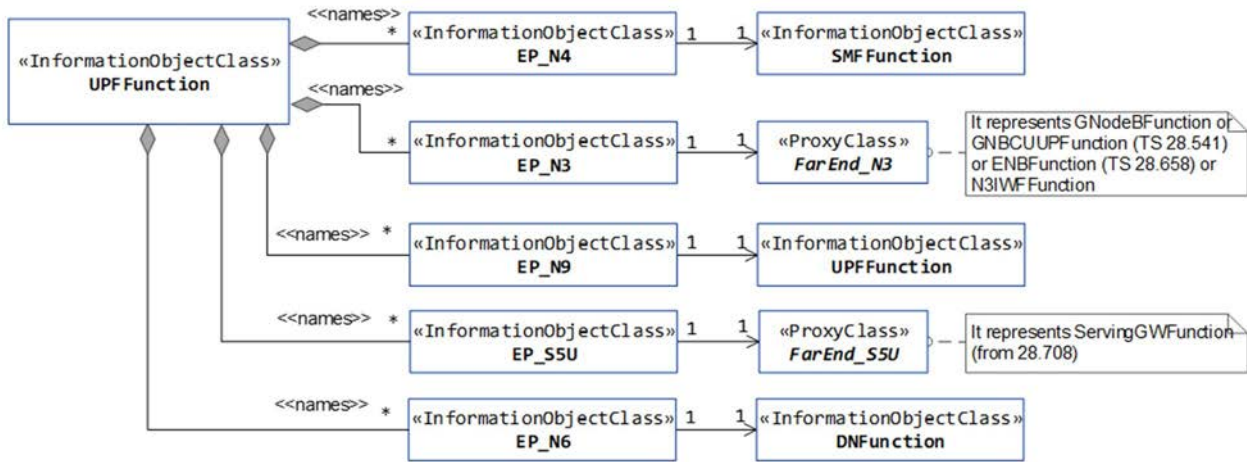 «InformationObjectClass»
UPFFunction
<<names>>
*
«InformationObjectClass»
EP_N4
1
1
«InformationObjectClass»
SMFFunction
<<names>>
*
«InformationObjectClass»
EP_N3
1
1
«ProxyClass»
FarEnd_N3
It represents GNodeBFunction or
GNBCUUPFunction (TS 28.541)
or ENBFunction (TS 28.658) or
N3IWFFunction
<<names>>
*
«InformationObjectClass»
EP_N9
1
1
«InformationObjectClass»
UPFFunction
<<names>>
*
«InformationObjectClass»
EP_S5U
1
1
«ProxyClass»
FarEnd_S5U
It represents ServingGWFunction
(from 28.708)
<<names>>
*
«InformationObjectClass»
EP_N6
1
1
«InformationObjectClass»
DNFunction